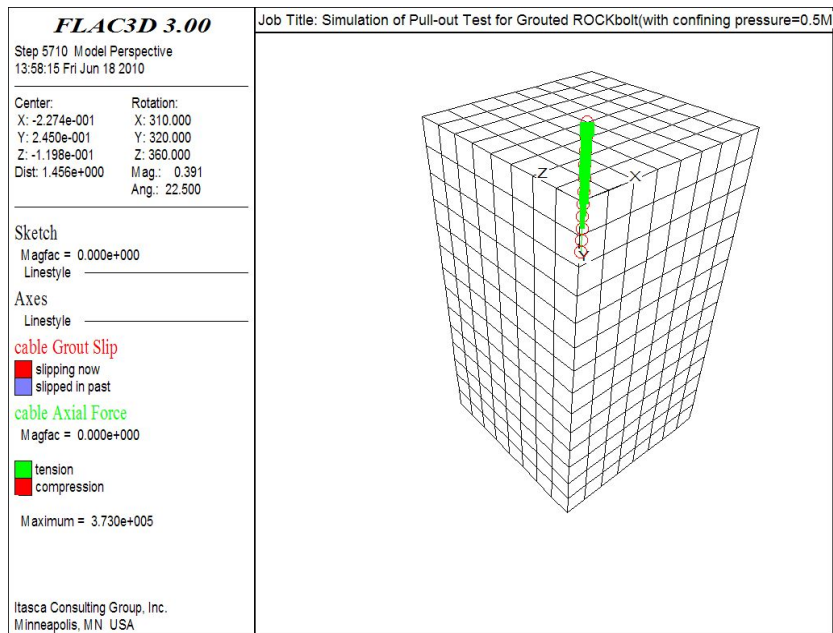 FLAC3D 3.00
Step 5710 Model Perspective
13:58:15 Fri Jun 18 2010
Center:
X: -2.274e-001
Y: 2.450e-001
Z: -1.198e-001
Dist: 1.456e+000
Rotation:
X: 310.000
Y: 320.000
Z: 360.000
Mag.: 0.391
Ang.: 22.500
Sketch
Magfac = 0.000e+000
Linestyle
Axes
Linestyle
cable Grout Slip
slipping now
slipped in past
cable Axial Force
Magfac = 0.000e+000
tension
compression
Maximum = 3.730e+005
Itasca Consulting Group, Inc.
Minneapolis, MN USA
Job Title: Simulation of Pull-out Test for Grouted ROCKbolt(with confining pressure=0.5M
Z
X
Y